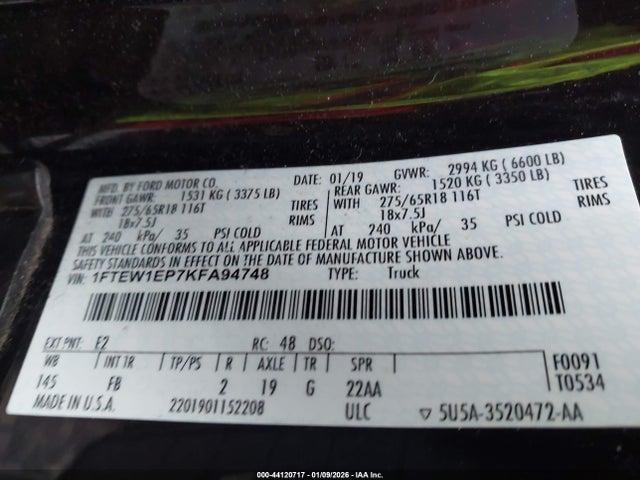 MFD. BY FORD MOTOR CO. DATE: 01/19 GVWR: 2994 KG ( 6600 LB)
FRONT GAWR: 1531 KG ( 3375 LB) REAR GAWR: 1520 KG ( 3350 LB)
WITH 275/65R18 116T TIRES WITH 275/65R18 116T TIRES
18x7.5J RIMS 18x7.5J RIMS
AT 240 kPa/ 35 PSI COLD AT 240 kPa/ 35 PSI COLD
THIS VEHICLE CONFORMS TO ALL APPLICABLE FEDERAL MOTOR VEHICLE
SAFETY STANDARDS IN EFFECT ON THE DATE OF MANUFACTURE SHOWN ABOVE.
VIN: 1FTEW1EP7KFA94748 TYPE: Truck
EXT PNT: E2 RC: 48 DSO:
WB INT TR TP/PS R AXLE TR SPR F0091
145 FB 2 19 G 22AA T0534
MADE IN U.S.A. 2201901152208 ULC ▽ 5U5A-3520472-AA
000-44120717 - 01/09/2026 - IAA Inc.